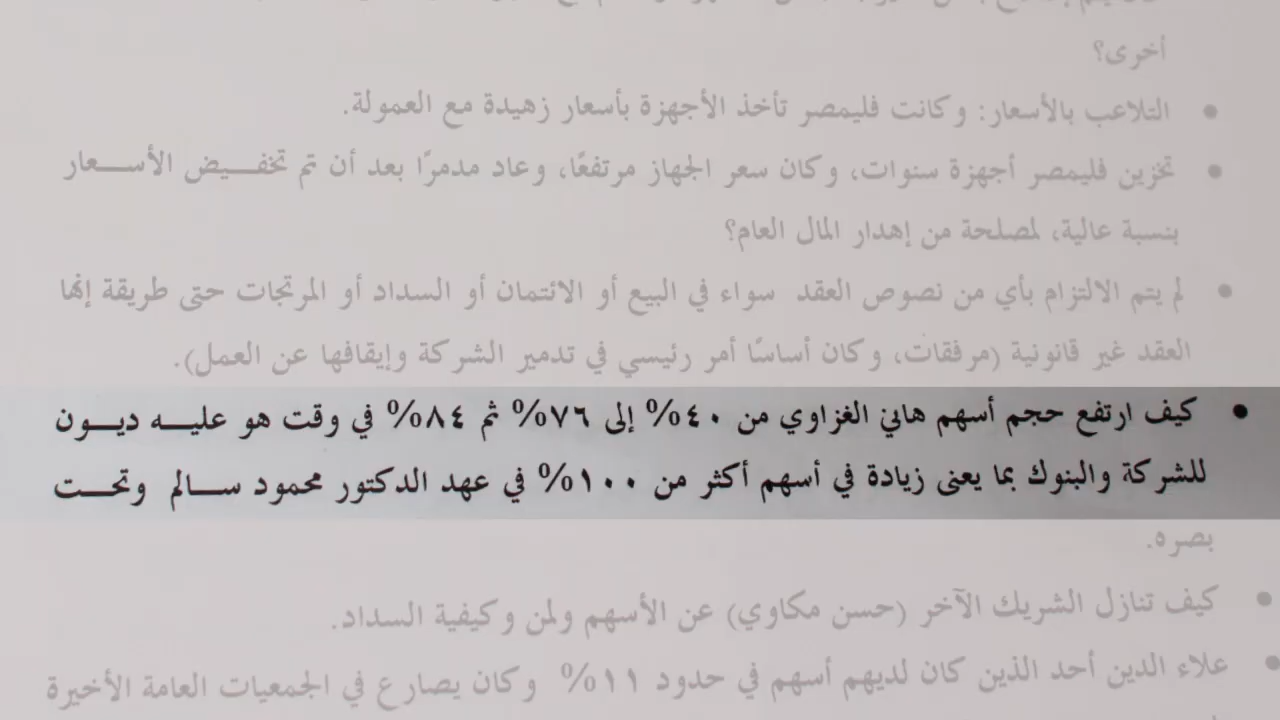 أخرى؟
• التلاعب بالأسعار: وكانت فليمصر تأخذ الأجهزة بأسعار زهيدة مع العمولة.
• تخزين فليمصر أجهزة سنوات، وكان سعر الجهاز مرتفعًا، وعاد مدمرًا بعد أن تم تخفيض الأسعار
بنسبة عالية، لمصلحة من إهدار المال العام؟
• لم يتم الالتزام بأي من نصوص العقد سواء في البيع أو الائتمان أو السداد أو المرتجات حتى طريقة إنها
العقد غير قانونية (مرفقات، وكان أساسًا أمر رئيسي في تدمير الشركة وإيقافها عن العمل).
• كيف ارتفع حجم أسهم هاني الغزاوي من ٤٠% إلى ٧٦% ثم ٨٤% في وقت هو عليه ديون
للشركة والبنوك بما يعنى زيادة في أسهم أكثر من ١٠٠% في عهد الدكتور محمود سالم وتحت
بصره.
• كيف تنازل الشريك الآخر (حسن مكاوي) عن الأسهم ولمن وكيفية السداد.
• علاء الدين أحد الذين كان لديهم أسهم في حدود ١١% وكان يصارع في الجمعيات العامة الأخيرة